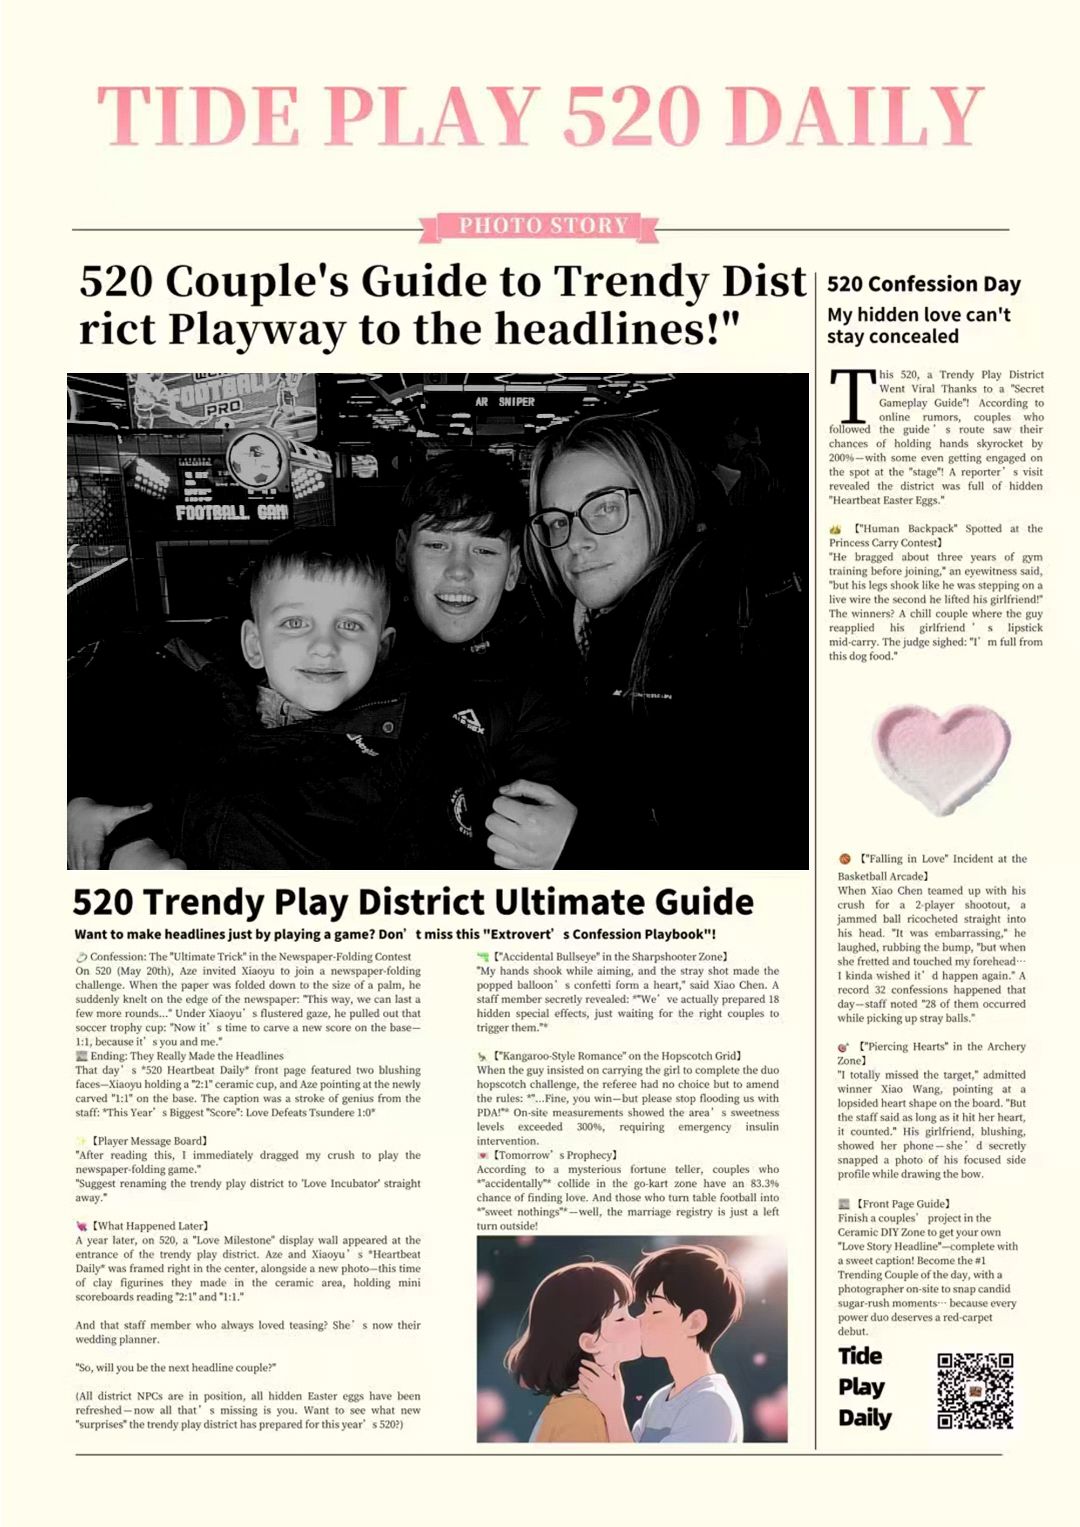 TIDE PLAY 520 DAILY
PHOTO STORY
520 Couple's Guide to Trendy Dist
rict Playway to the headlines!"
FOOTBALL
PRO
AR SNIPER
FOOTBALL GAM
520 Trendy Play District Ultimate Guide
Want to make headlines just by playing a game? Don’t miss this "Extrovert’s Confession Playbook"!
Confession: The "Ultimate Trick" in the Newspaper-Folding Contest
On 520 (May 20th), Aze invited Xiaoyu to join a newspaper-folding
challenge. When the paper was folded down to the size of a palm, he
suddenly knelt on the edge of the newspaper: "This way, we can last a
few more rounds..." Under Xiaoyu’s flustered gaze, he pulled out that
soccer trophy cup: "Now it’s time to carve a new score on the base—
1:1, because it’s you and me."
Ending: They Really Made the Headlines
That day’s *520 Heartbeat Daily* front page featured two blushing
faces—Xiaoyu holding a "2:1" ceramic cup, and Aze pointing at the newly
carved "1:1" on the base. The caption was a stroke of genius from the
staff: *This Year’s Biggest "Score": Love Defeats Tsundere 1:0*
【Player Message Board】
"After reading this, I immediately dragged my crush to play the
newspaper-folding game."
"Suggest renaming the trendy play district to 'Love Incubator' straight
away."
【What Happened Later】
A year later, on 520, a "Love Milestone" display wall appeared at the
entrance of the trendy play district. Aze and Xiaoyu’s *Heartbeat
Daily* was framed right in the center, alongside a new photo—this time
of clay figurines they made in the ceramic area, holding mini
scoreboards reading "2:1" and "1:1."
And that staff member who always loved teasing? She’s now their
wedding planner.
"So, will you be the next headline couple?"
(All district NPCs are in position, all hidden Easter eggs have been
refreshed—now all that’s missing is you. Want to see what new
"surprises" the trendy play district has prepared for this year’s 520?)
【"Accidental Bullseye" in the Sharpshooter Zone】
"My hands shook while aiming, and the stray shot made the
popped balloon’s confetti form a heart," said Xiao Chen. A
staff member secretly revealed: *"We’ve actually prepared 18
hidden special effects, just waiting for the right couples to
trigger them."*
【"Kangaroo-Style Romance" on the Hopscotch Grid】
When the guy insisted on carrying the girl to complete the duo
hopscotch challenge, the referee had no choice but to amend
the rules: *"...Fine, you win—but please stop flooding us with
PDA!"* On-site measurements showed the area’s sweetness
levels exceeded 300%, requiring emergency insulin
intervention.
【Tomorrow’s Prophecy】
According to a mysterious fortune teller, couples who
*"accidentally"* collide in the go-kart zone have an 83.3%
chance of finding love. And those who turn table football into
*"sweet nothings"*—well, the marriage registry is just a left
turn outside!
520 Confession Day
My hidden love can't
stay concealed
This 520, a Trendy Play District
Went Viral Thanks to a "Secret
Gameplay Guide"! According to
online rumors, couples who
followed the guide’s route saw their
chances of holding hands skyrocket by
200%—with some even getting engaged on
the spot at the "stage"! A reporter’s visit
revealed the district was full of hidden
"Heartbeat Easter Eggs."
【"Human Backpack" Spotted at the
Princess Carry Contest】
"He bragged about three years of gym
training before joining," an eyewitness said,
"but his legs shook like he was stepping on a
live wire the second he lifted his girlfriend!"
The winners? A chill couple where the guy
reapplied his girlfriend’s lipstick
mid-carry. The judge sighed: "I’m full from
this dog food."
【"Falling in Love" Incident at the
Basketball Arcade】
When Xiao Chen teamed up with his
crush for a 2-player shootout, a
jammed ball ricocheted straight into
his head. "It was embarrassing," he
laughed, rubbing the bump, "but when
she fretted and touched my forehead…
I kinda wished it’d happen again." A
record 32 confessions happened that
day—staff noted "28 of them occurred
while picking up stray balls."
【"Piercing Hearts" in the Archery
Zone】
"I totally missed the target," admitted
winner Xiao Wang, pointing at a
lopsided heart shape on the board. "But
the staff said as long as it hit her heart,
it counted." His girlfriend, blushing,
showed her phone—she’d secretly
snapped a photo of his focused side
profile while drawing the bow.
【Front Page Guide】
Finish a couples’ project in the
Ceramic DIY Zone to get your own
"Love Story Headline"—complete with
a sweet caption! Become the #1
Trending Couple of the day, with a
photographer on-site to snap candid
sugar-rush moments… because every
power duo deserves a red-carpet
debut.
Tide
Play
Daily